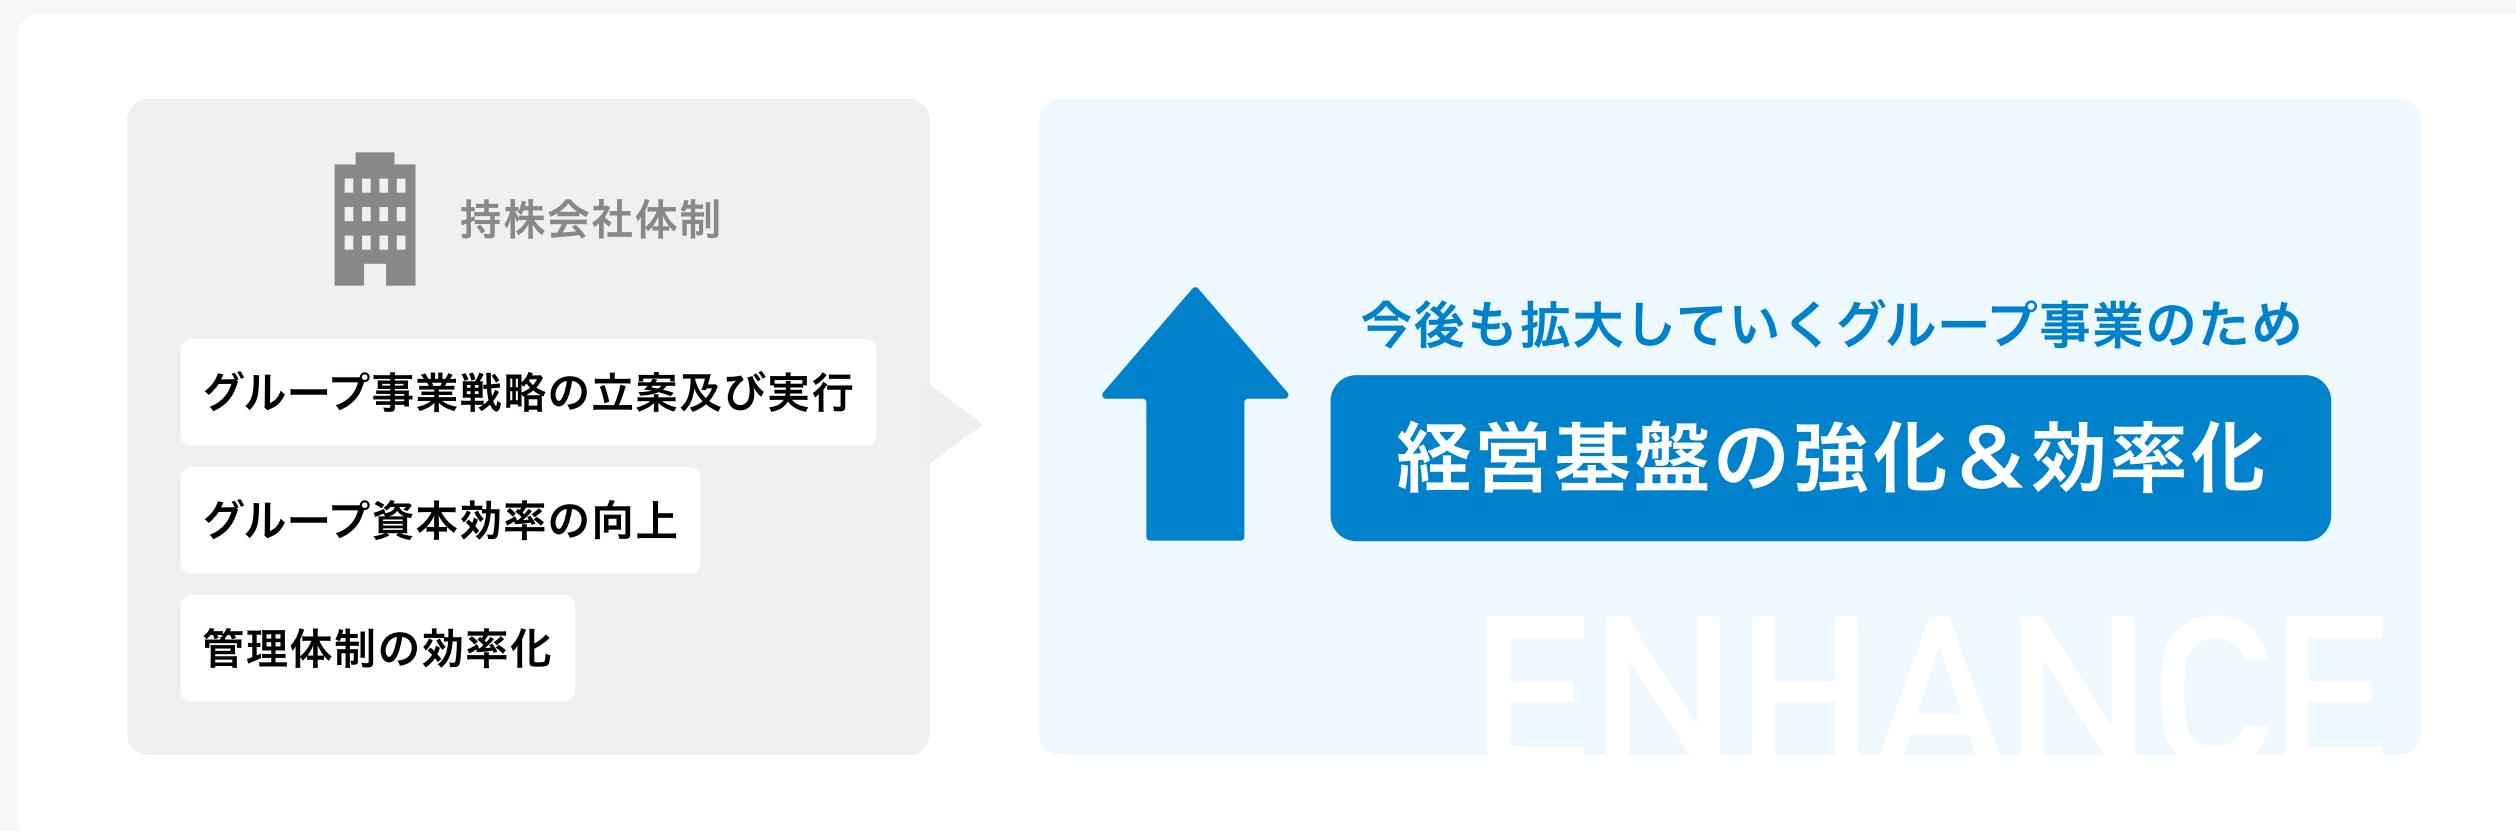 持株会社体制
グループ事業戦略の立案及び実行
グループ資本効率の向上
管理体制の効率化
今後も拡大していくグループ事業のため
経営基盤の強化&効率化
ENHANCE